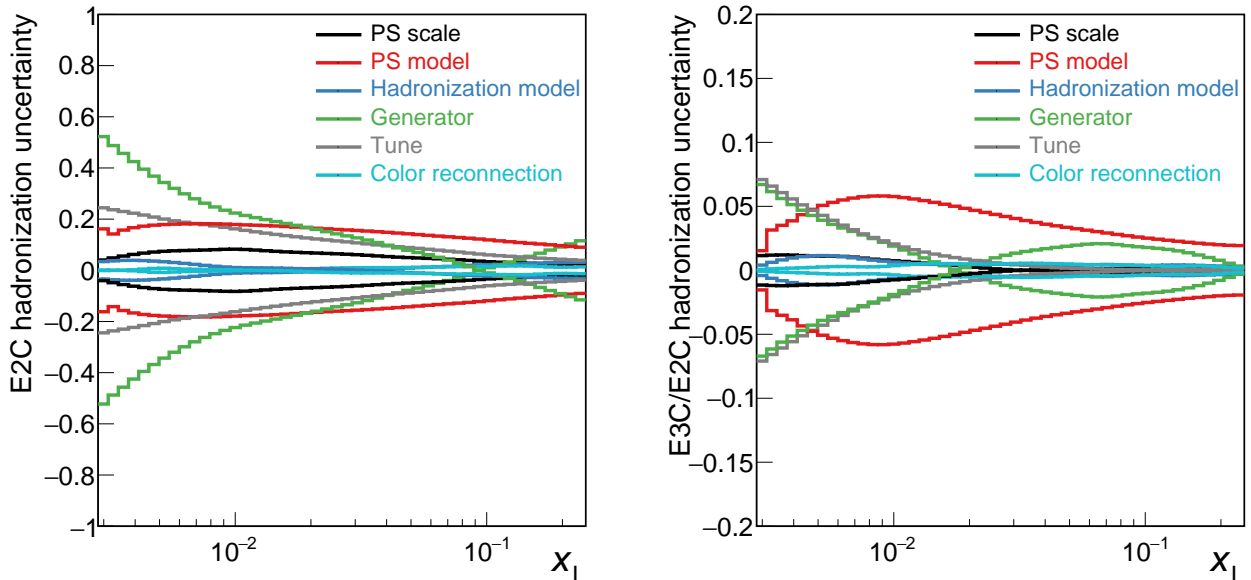 E2C hadronization uncertainty
1
0.8
0.6
0.4
0.2
0
−0.2
−0.4
−0.6
−0.8
−1
PS scale
PS model
Hadronization model
Generator
Tune
Color reconnection
10⁻²
10⁻¹
x_L
E3C/E2C hadronization uncertainty
0.2
0.15
0.1
0.05
0
−0.05
−0.1
−0.15
−0.2
PS scale
PS model
Hadronization model
Generator
Tune
Color reconnection
10⁻²
10⁻¹
x_L